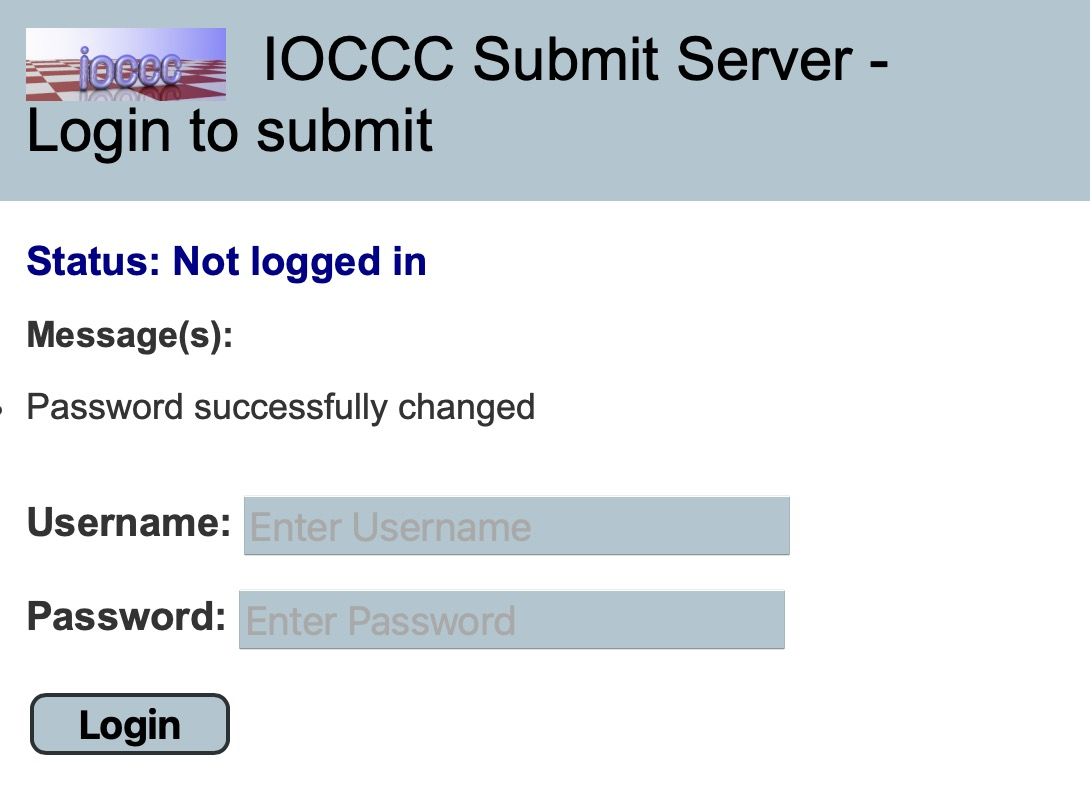 ioccc
IOCCC Submit Server -
Login to submit
Status: Not logged in
Message(s):
Password successfully changed
Username: Enter Username
Password: Enter Password
Login